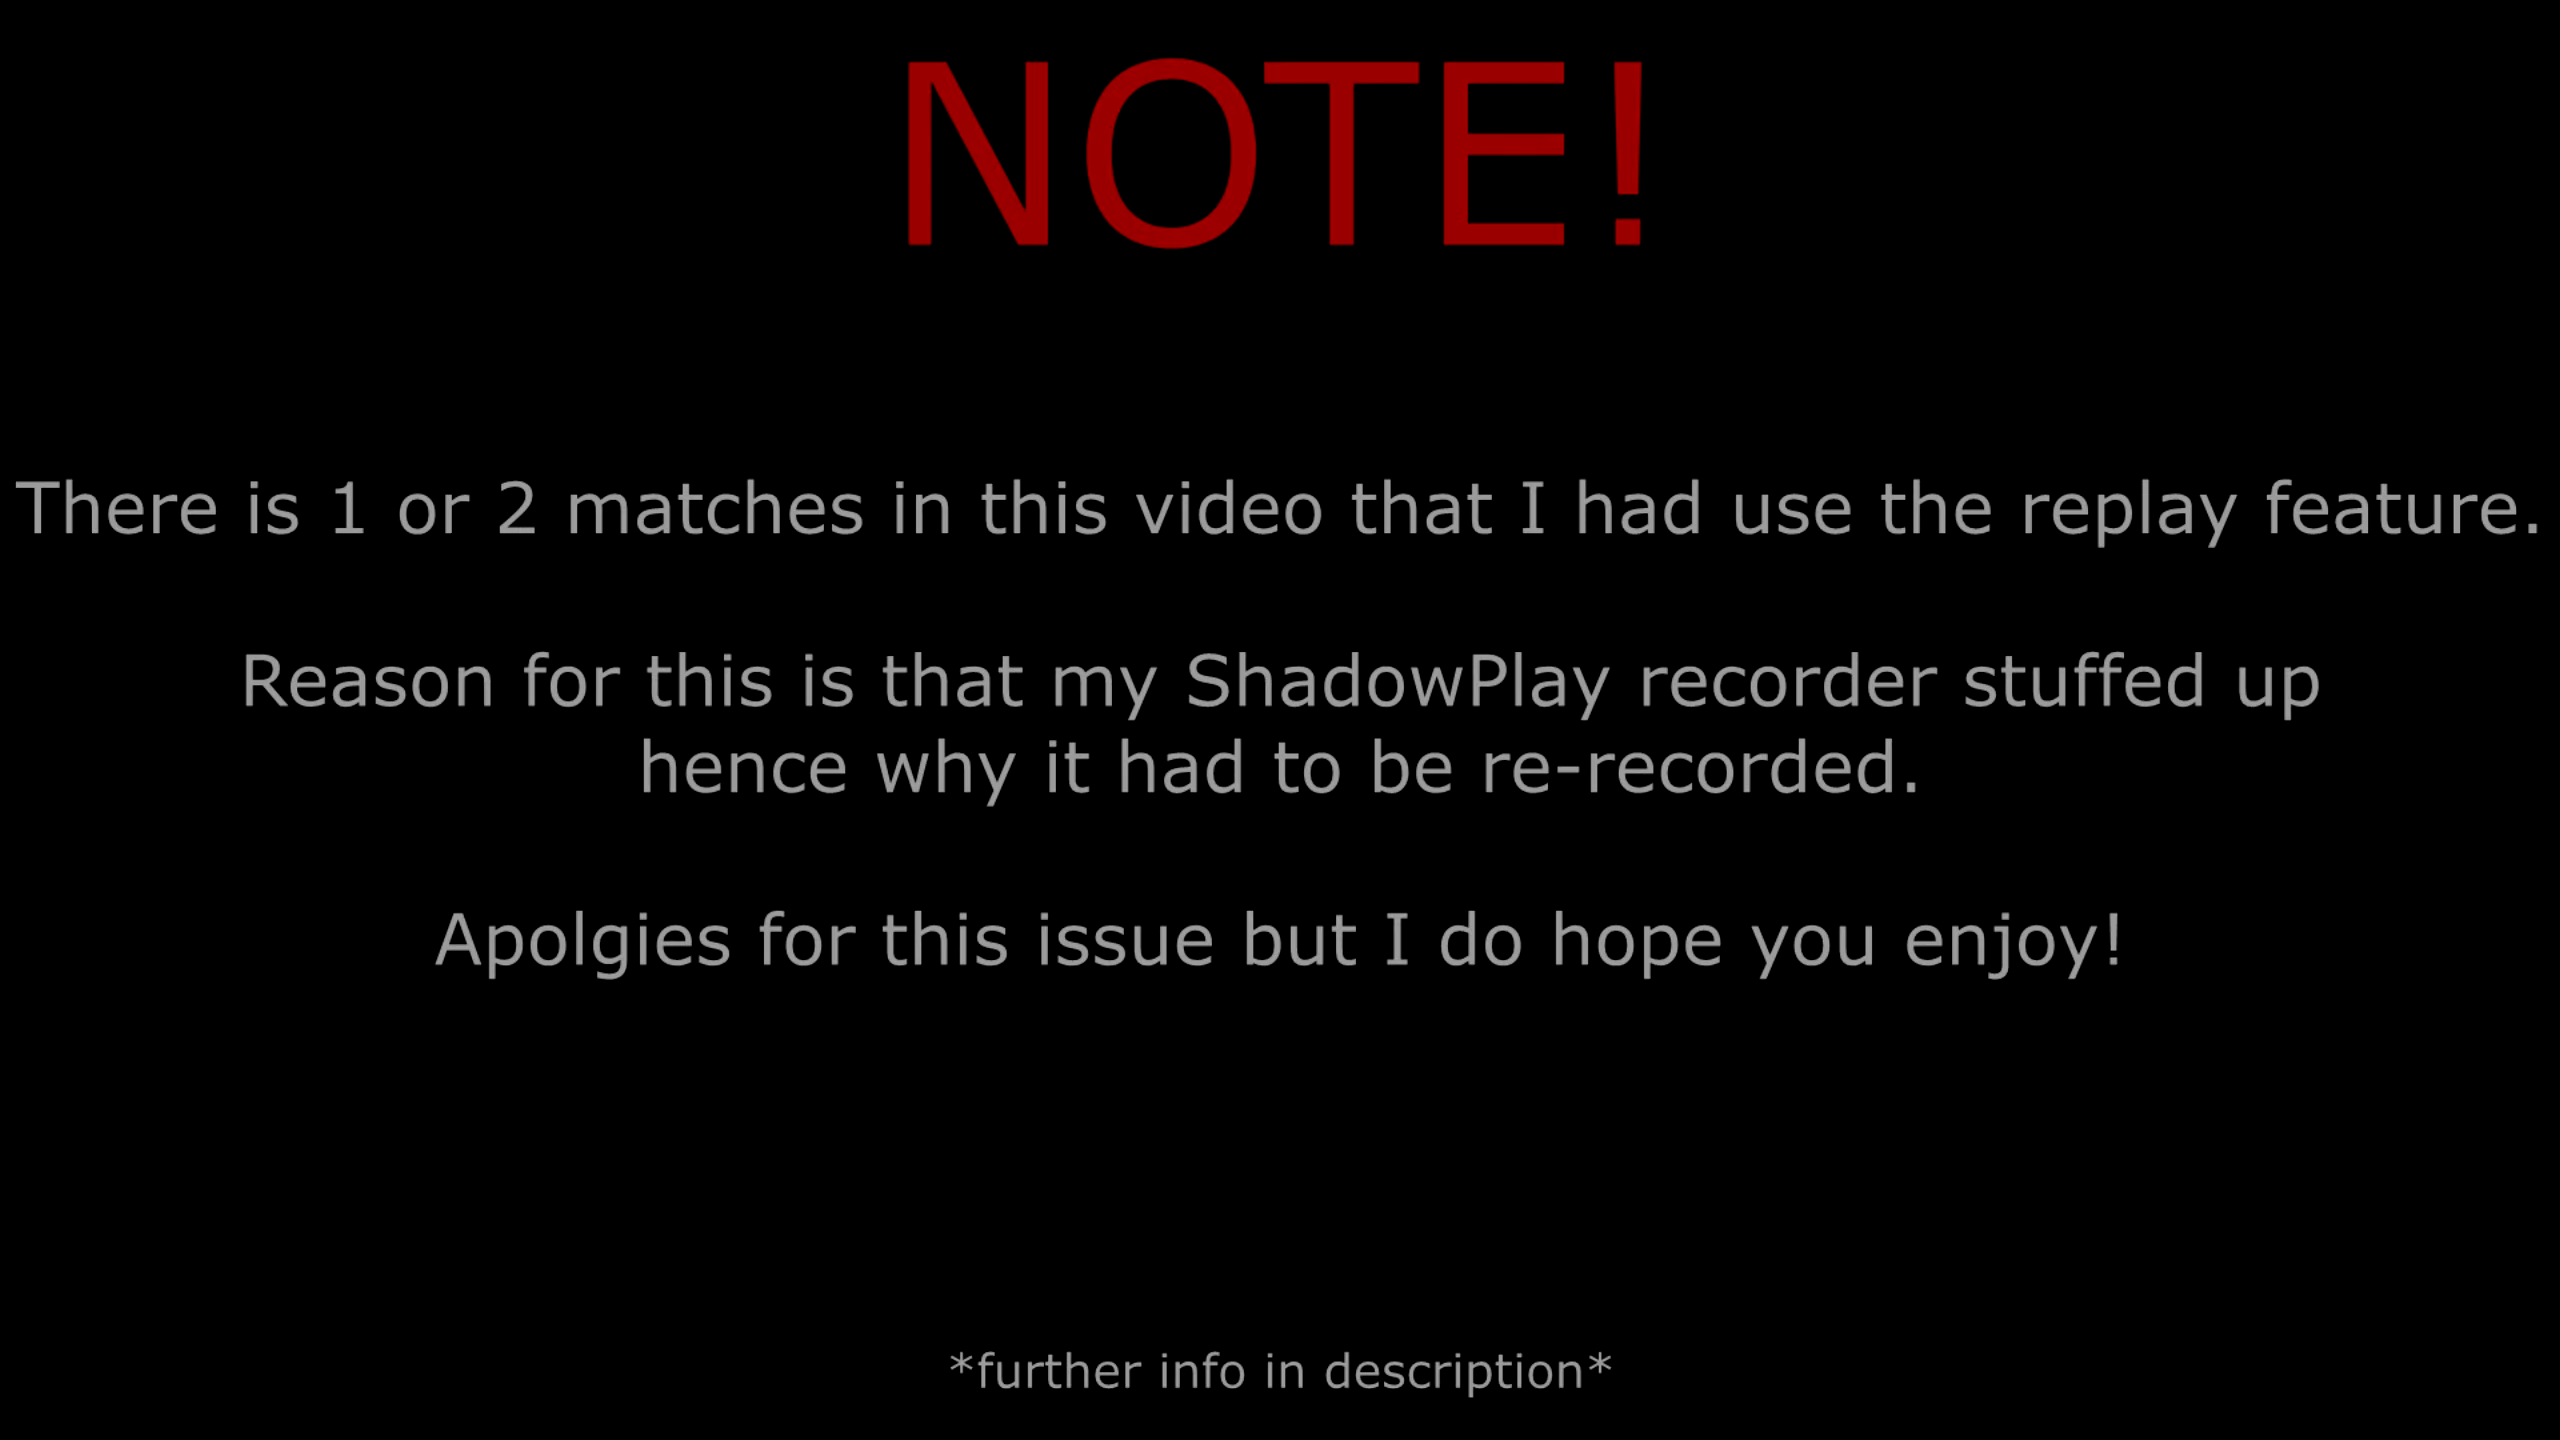 NOTE!
There is 1 or 2 matches in this video that I had use the replay feature.
Reason for this is that my ShadowPlay recorder stuffed up
hence why it had to be re-recorded.
Apolgies for this issue but I do hope you enjoy!
*further info in description*